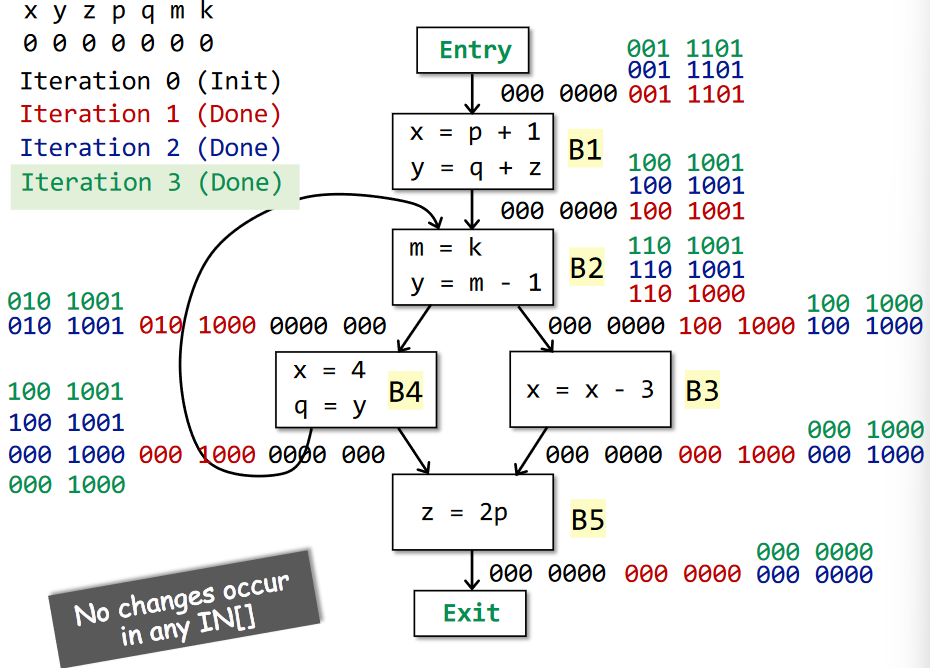 x y z p q m k
0 0 0 0 0 0 0
Iteration 0 (Init)
Iteration 1 (Done)
Iteration 2 (Done)
Iteration 3 (Done)
Entry
001 1101
001 1101
000 0000 001 1101
x = p + 1
y = q + z
B1
100 1001
100 1001
000 0000 100 1001
m = k
y = m - 1
B2
110 1001
110 1001
110 1000
010 1001
010 1001 010 1000 0000 000
100 1000
000 0000 100 1000 100 1000
x = 4
q = y
B4
x = x - 3
B3
100 1001
100 1001
000 1000 000 1000 0000 000
000 1000
000 1000
000 0000 000 1000 000 1000
z = 2p
B5
000 0000
000 0000 000 0000 000 0000
Exit
No changes occur
in any IN[]